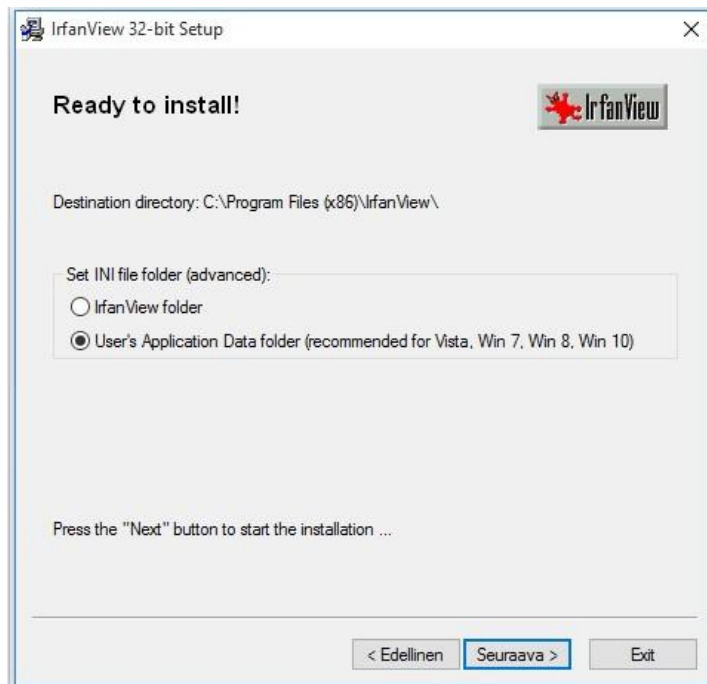 IrfanView 32-bit Setup
Ready to install!
IrfanView
Destination directory: C:\Program Files (x86)\IrfanView\
Set INI file folder (advanced):
IrfanView folder
User's Application Data folder (recommended for Vista, Win 7, Win 8, Win 10)
Press the "Next" button to start the installation ...
< Edellinen
Seuraava >
Exit